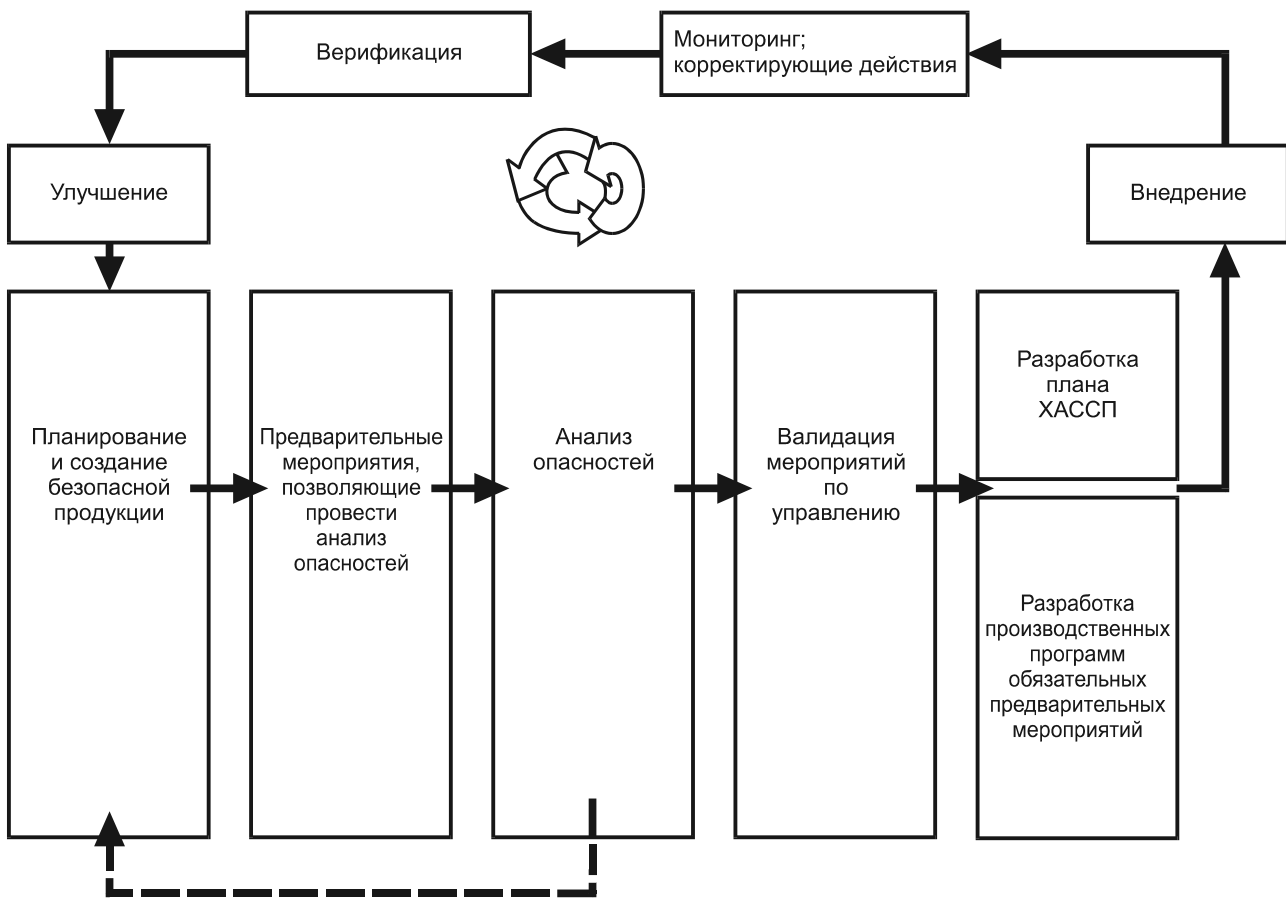 Верификация
Мониторинг;
корректирующие действия
Улучшение
Внедрение
Планирование
и создание
безопасной
продукции
Предварительные
мероприятия,
позволяющие
провести
анализ
опасностей
Анализ
опасностей
Валидация
мероприятий
по
управлению
Разработка
плана
ХАССП
Разработка
производственных
программ
обязательных
предварительных
мероприятий